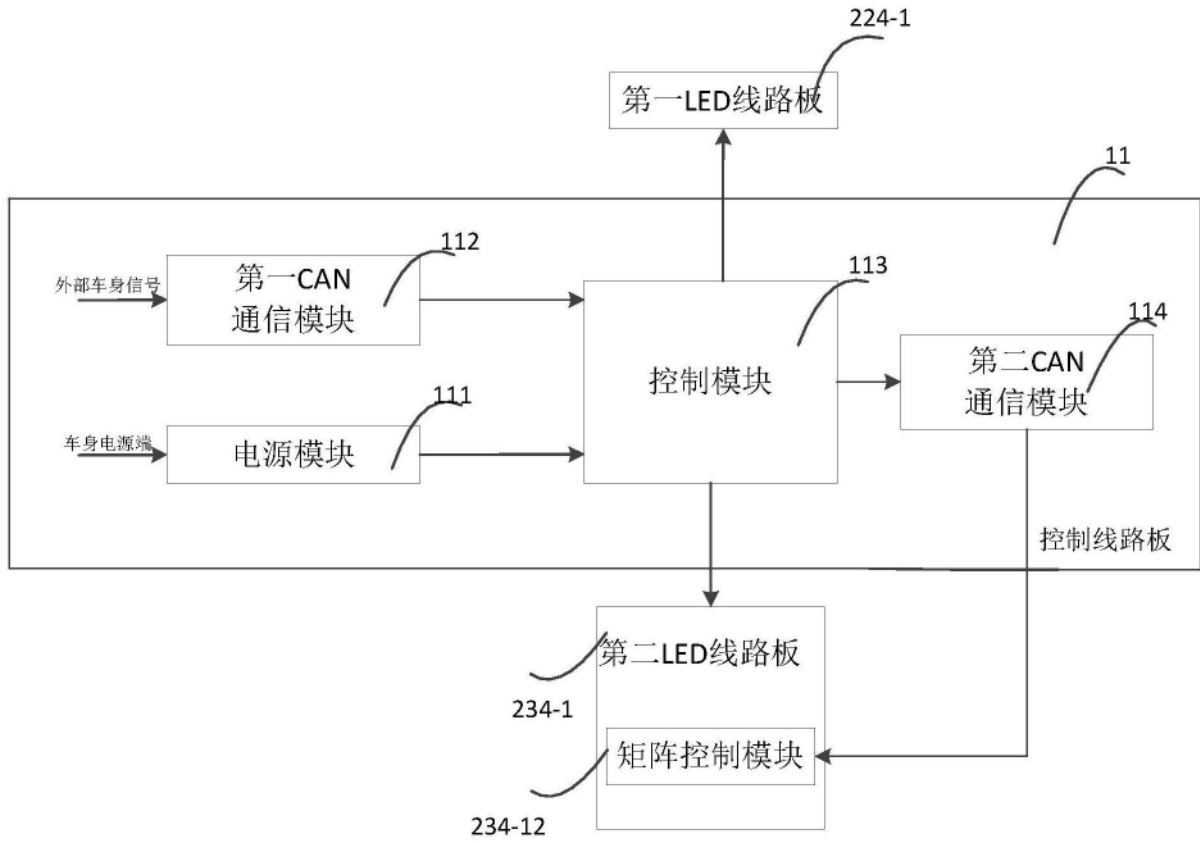 224-1
第一LED线路板
11
112
外部车身信号
第一CAN
通信模块
113
114
控制模块
第二CAN
通信模块
111
车身电源端
电源模块
控制线路板
第二LED线路板
234-1
矩阵控制模块
234-12